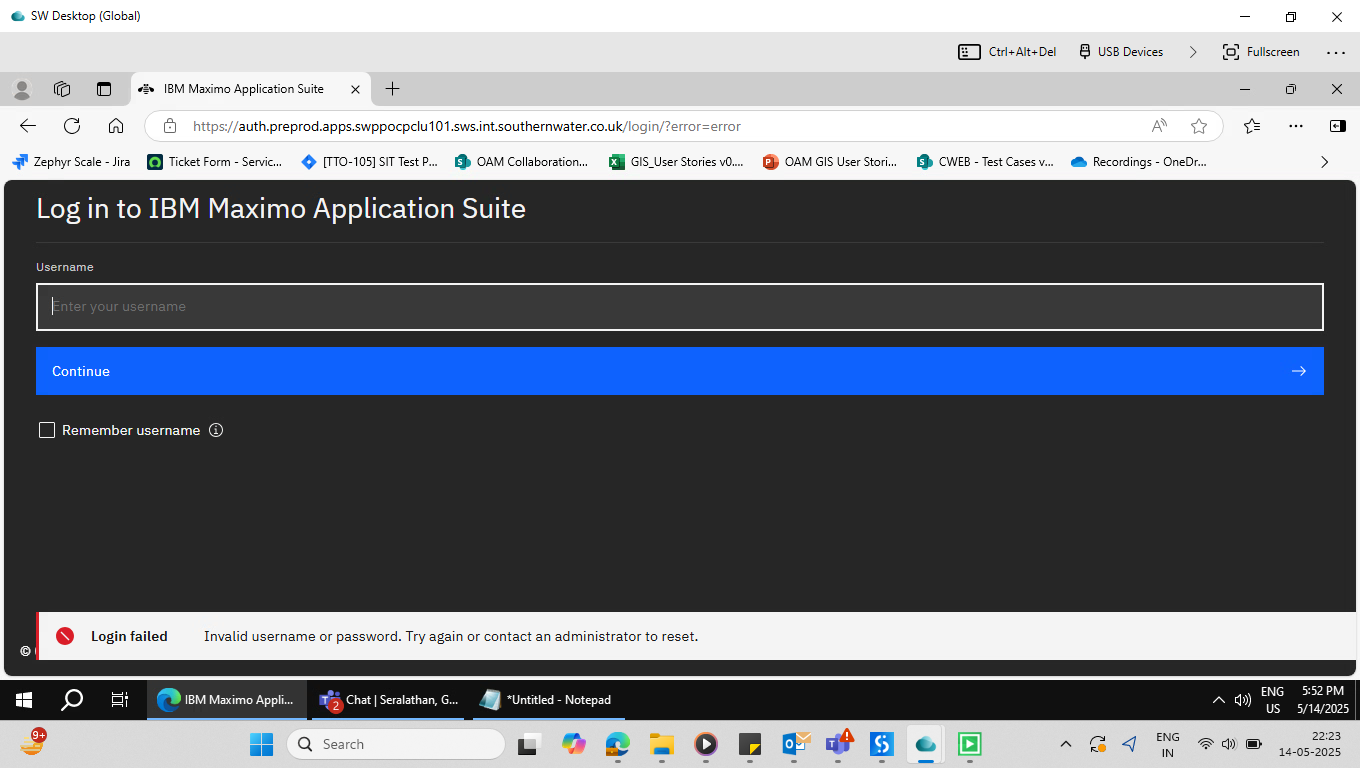 SW Desktop (Global)
Ctrl+Alt+Del USB Devices Fullscreen
IBM Maximo Application Suite
https://auth.preprod.apps.swppocpclu101.sws.int.southernwater.co.uk/login/?error=error
Zephyr Scale - Jira Ticket Form - Servic... [TTO-105] SIT Test P... OAM Collaboration... GIS_User Stories v0.... OAM GIS User Stori... CWEB - Test Cases v... Recordings - OneDr...
Log in to IBM Maximo Application Suite
Username
Enter your username
Continue
Remember username
Login failed Invalid username or password. Try again or contact an administrator to reset.
©
IBM Maximo Appli... 2 Chat | Seralathan, G... *Untitled - Notepad ENG 5:52 PM
US 5/14/2025
9+ Search ENG 22:23
IN 14-05-2025